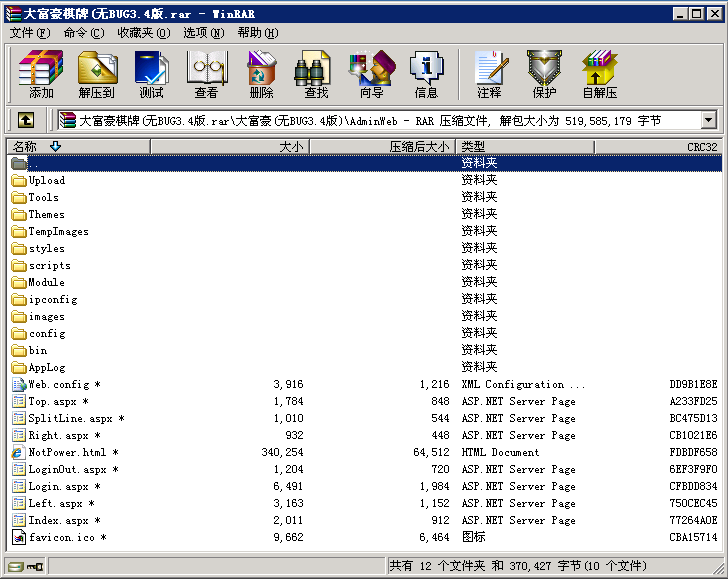 大富豪棋牌(无BUG3.4版.rar - WinRAR
文件(F) 命令(C) 收藏夹(O) 选项(N) 帮助(H)
添加 解压到 测试 查看 删除 查找 向导 信息 注释 保护 自解压
大富豪棋牌(无BUG3.4版.rar\大富豪(无BUG3.4版)\AdminWeb - RAR 压缩文件, 解包大小为 519,585,179 字节
名称 大小 压缩后大小 类型 CRC32
.. 资料夹
Upload 资料夹
Tools 资料夹
Themes 资料夹
TempImages 资料夹
styles 资料夹
scripts 资料夹
Module 资料夹
ipconfig 资料夹
images 资料夹
config 资料夹
bin 资料夹
AppLog 资料夹
Web.config * 3,916 1,216 XML Configuration ... DD9B1E8E
Top.aspx * 1,784 848 ASP.NET Server Page A233FD25
SplitLine.aspx * 1,010 544 ASP.NET Server Page BC475D13
Right.aspx * 932 448 ASP.NET Server Page CB1021E6
NotPower.html * 340,254 64,512 HTML Document FDBDF658
LoginOut.aspx * 1,204 720 ASP.NET Server Page 6EF3F9F0
Login.aspx * 6,491 1,984 ASP.NET Server Page CFBDD834
Left.aspx * 3,163 1,152 ASP.NET Server Page 750CEC45
Index.aspx * 2,011 912 ASP.NET Server Page 77264A0E
favicon.ico * 9,662 6,464 图标 CBA15714
共有 12 个文件夹 和 370,427 字节(10 个文件)